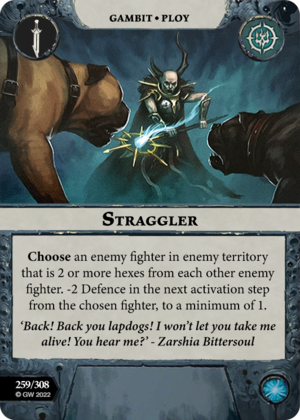 GAMBIT • PLOY
STRAGGLER
Choose an enemy fighter in enemy territory
that is 2 or more hexes from each other enemy
fighter. -2 Defence in the next activation step
from the chosen fighter, to a minimum of 1.
‘Back! Back you lapdogs! I won’t let you take me
alive! You hear me?’ - Zarshia Bittersoul
259/308
© GW 2022